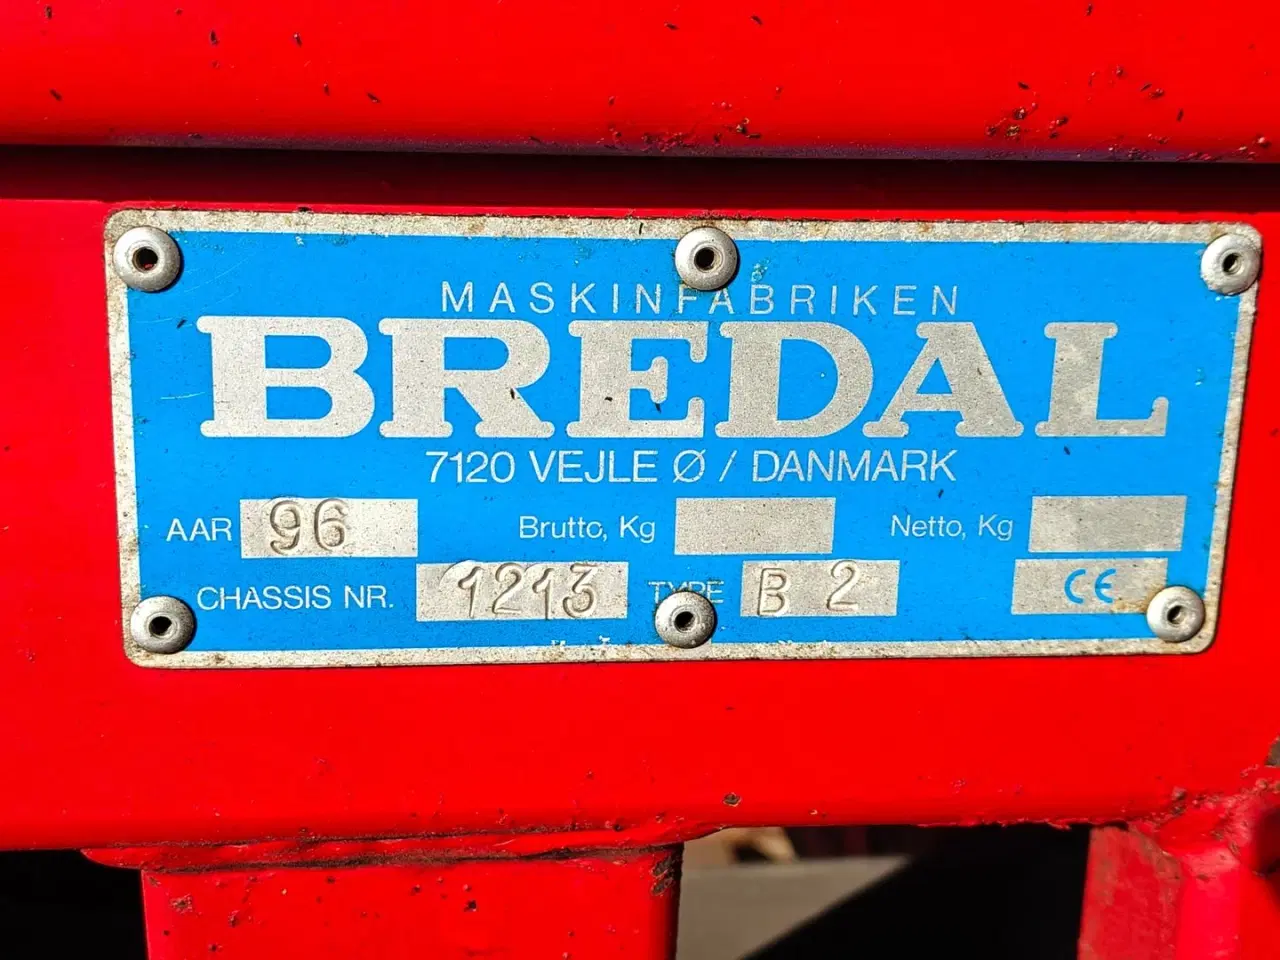 MASKINFABRIKEN
BREDAL
7120 VEJLE Ø / DANMARK
AAR 96 Brutto, Kg Netto, Kg
CHASSIS NR. 1213 TYPE B 2 CE